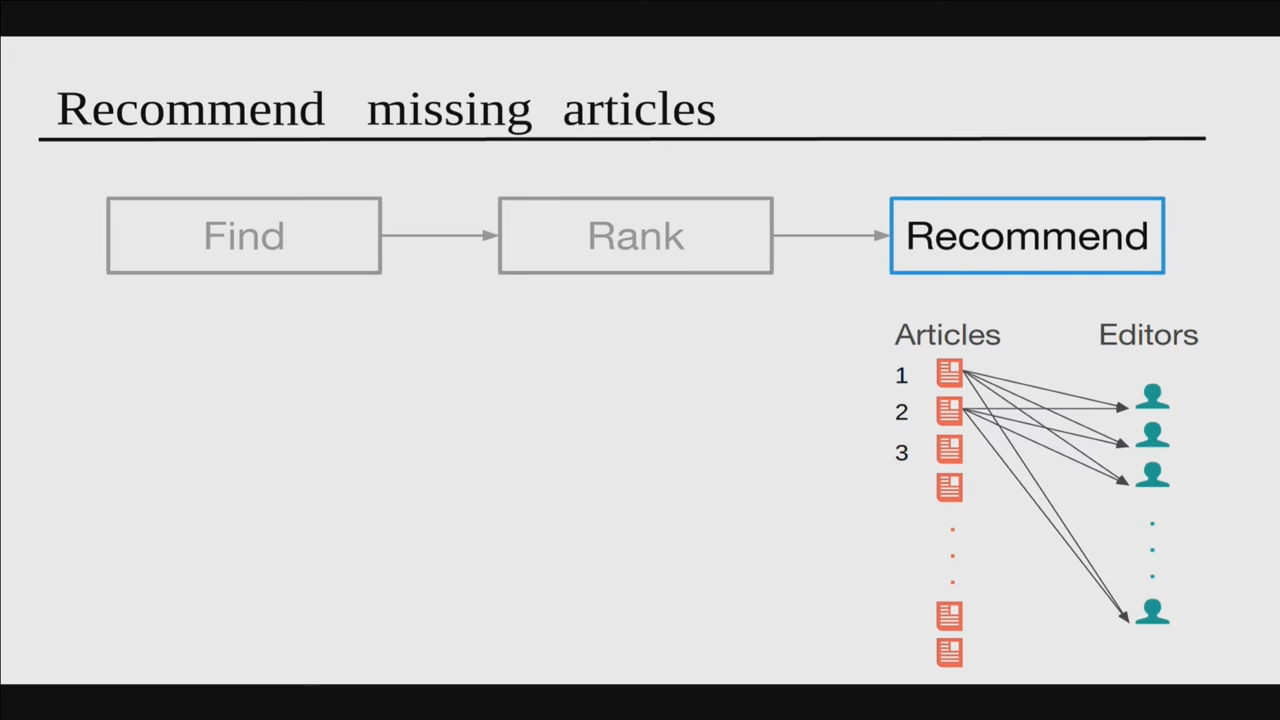 Recommend missing articles
Find
Rank
Recommend
Articles
Editors
1
2
3